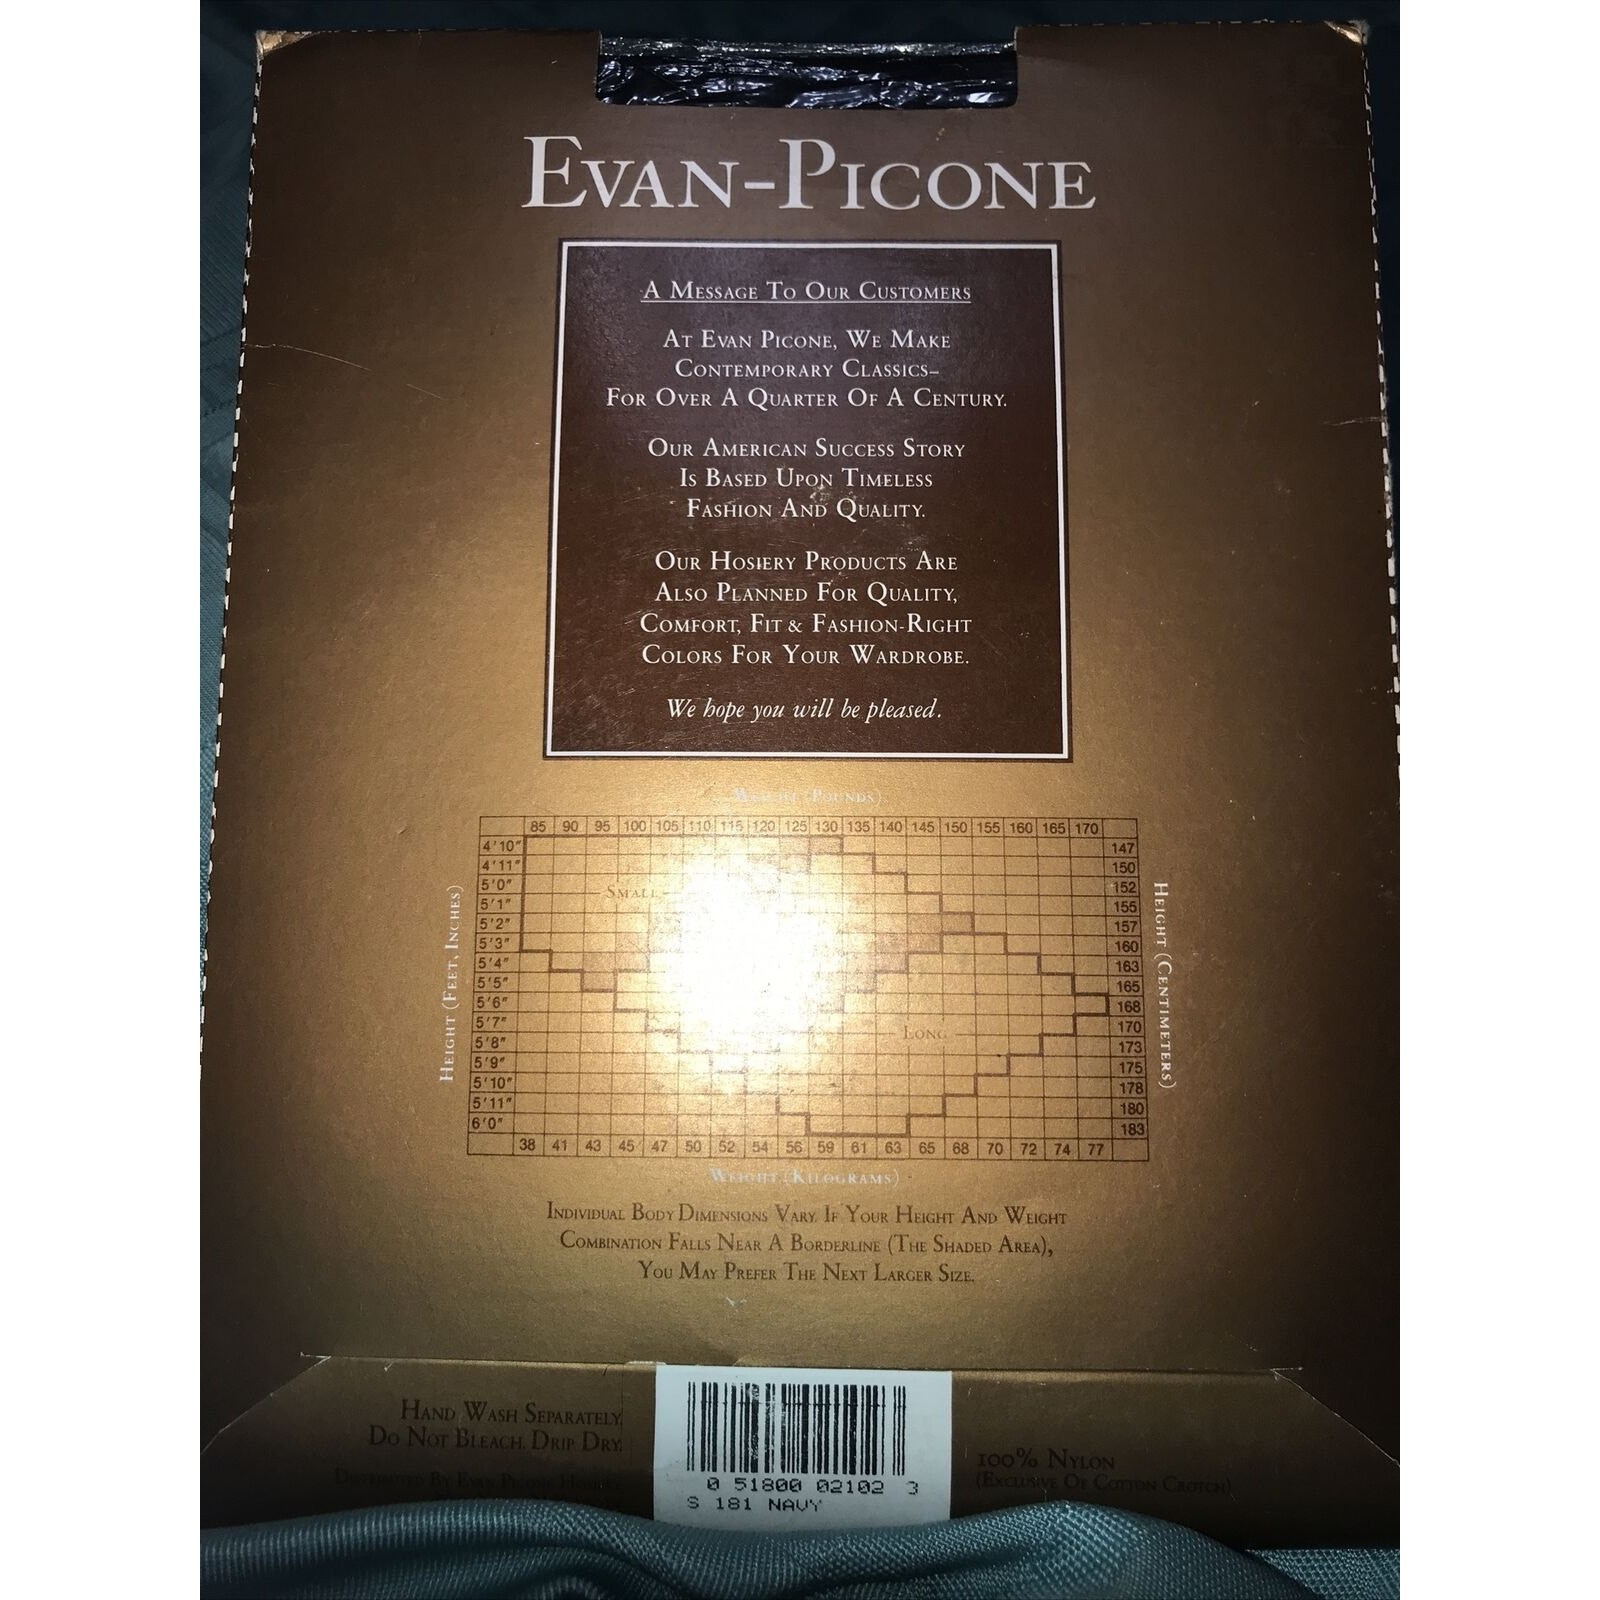 EVAN-PICONE
A MESSAGE TO OUR CUSTOMERS
AT EVAN PICONE, WE MAKE
CONTEMPORARY CLASSICS–
FOR OVER A QUARTER OF A CENTURY.
OUR AMERICAN SUCCESS STORY
IS BASED UPON TIMELESS
FASHION AND QUALITY.
OUR HOSIERY PRODUCTS ARE
ALSO PLANNED FOR QUALITY,
COMFORT, FIT & FASHION-RIGHT
COLORS FOR YOUR WARDROBE.
We hope you will be pleased.
WEIGHT (POUNDS)
85 90 95 100 105 110 115 120 125 130 135 140 145 150 155 160 165 170
4'10" 147
4'11" 150
5'0" 152
5'1" 155
5'2" 157
5'3" 160
5'4" 163
5'5" 165
5'6" 168
5'7" 170
5'8" 173
5'9" 175
5'10" 178
5'11" 180
6'0" 183
SMALL
LONG
HEIGHT (FEET, INCHES)
HEIGHT (CENTIMETERS)
38 41 43 45 47 50 52 54 56 59 61 63 65 68 70 72 74 77
WEIGHT (KILOGRAMS)
INDIVIDUAL BODY DIMENSIONS VARY. IF YOUR HEIGHT AND WEIGHT
COMBINATION FALLS NEAR A BORDERLINE (THE SHADED AREA),
YOU MAY PREFER THE NEXT LARGER SIZE.
HAND WASH SEPARATELY.
DO NOT BLEACH. DRIP DRY.
DISTRIBUTED BY EVAN PICONE HOSIERY
0 51800 02102 3
S 181 NAVY
100% NYLON
(EXCLUSIVE OF COTTON CROTCH)